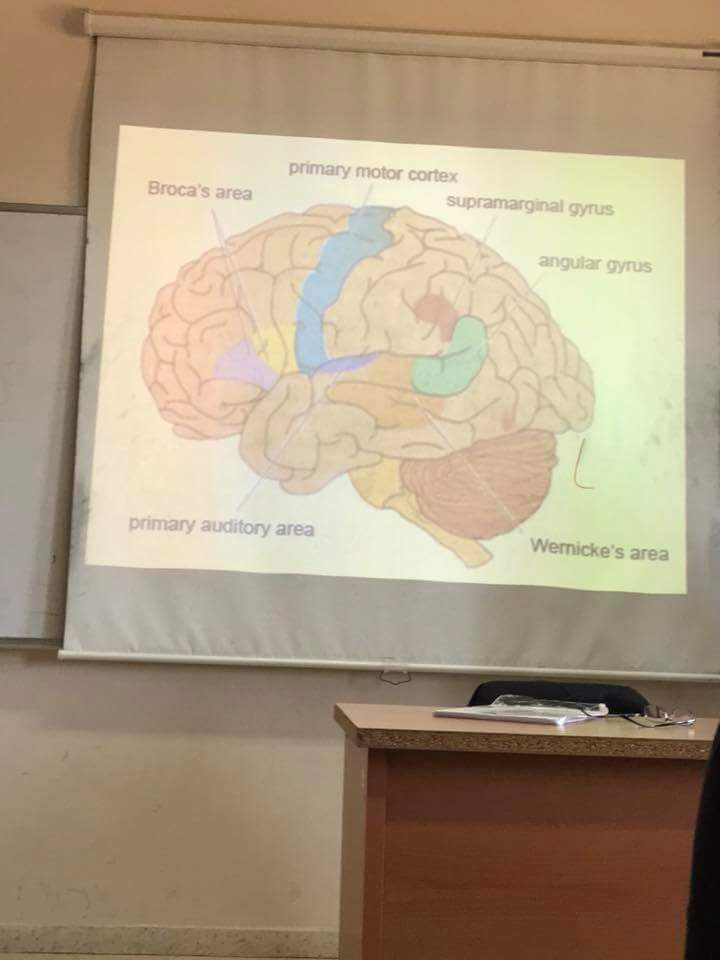 primary motor cortex
Broca's area
supramarginal gyrus
angular gyrus
primary auditory area
Wernicke's area